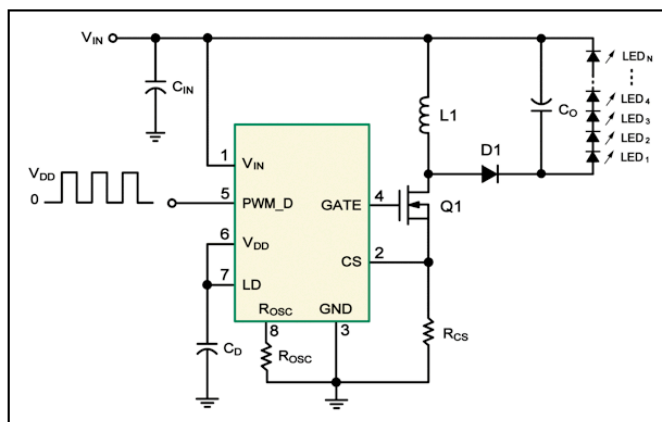 VIN
CIN
L1
CO
LEDN
LED4
LED3
LED2
LED1
D1
1
VIN
VDD
0
5
PWM_D
GATE
4
Q1
6
VDD
CS
2
7
LD
ROSC
GND
8
3
CD
ROSC
RCS